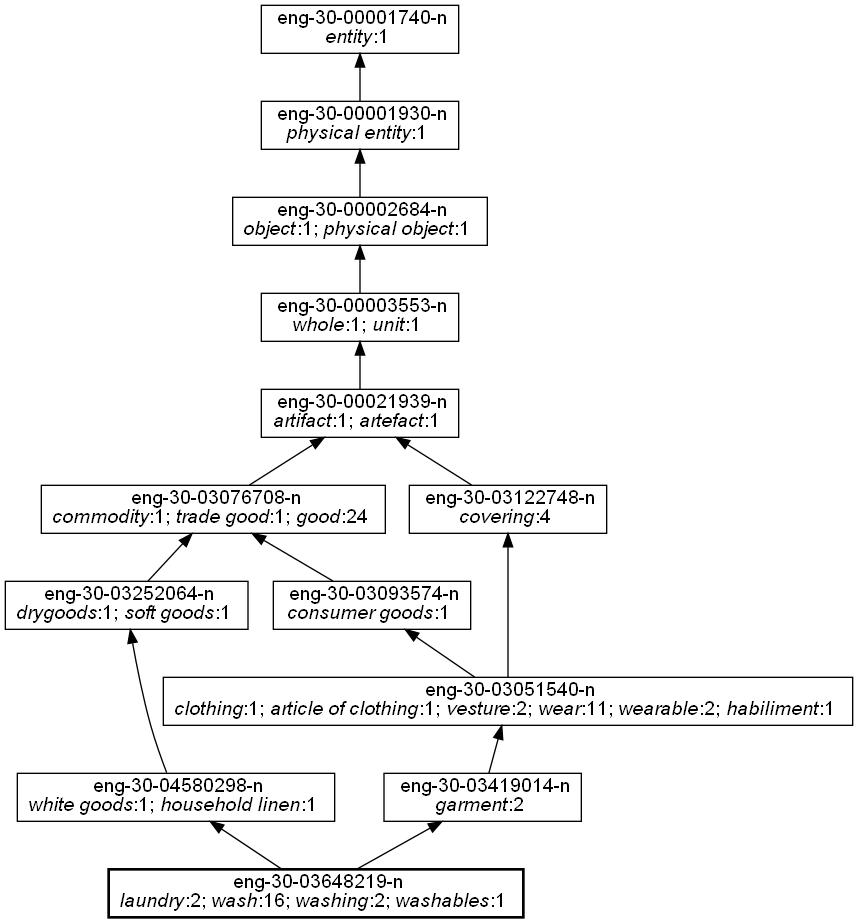 eng-30-00001740-n
entity:1
eng-30-00001930-n
physical entity:1
eng-30-00002684-n
object:1; physical object:1
eng-30-00003553-n
whole:1; unit:1
eng-30-00021939-n
artifact:1; artefact:1
eng-30-03076708-n
commodity:1; trade good:1; good:24
eng-30-03122748-n
covering:4
eng-30-03252064-n
drygoods:1; soft goods:1
eng-30-03093574-n
consumer goods:1
eng-30-03051540-n
clothing:1; article of clothing:1; vesture:2; wear:11; wearable:2; habiliment:1
eng-30-04580298-n
white goods:1; household linen:1
eng-30-03419014-n
garment:2
eng-30-03648219-n
laundry:2; wash:16; washing:2; washables:1